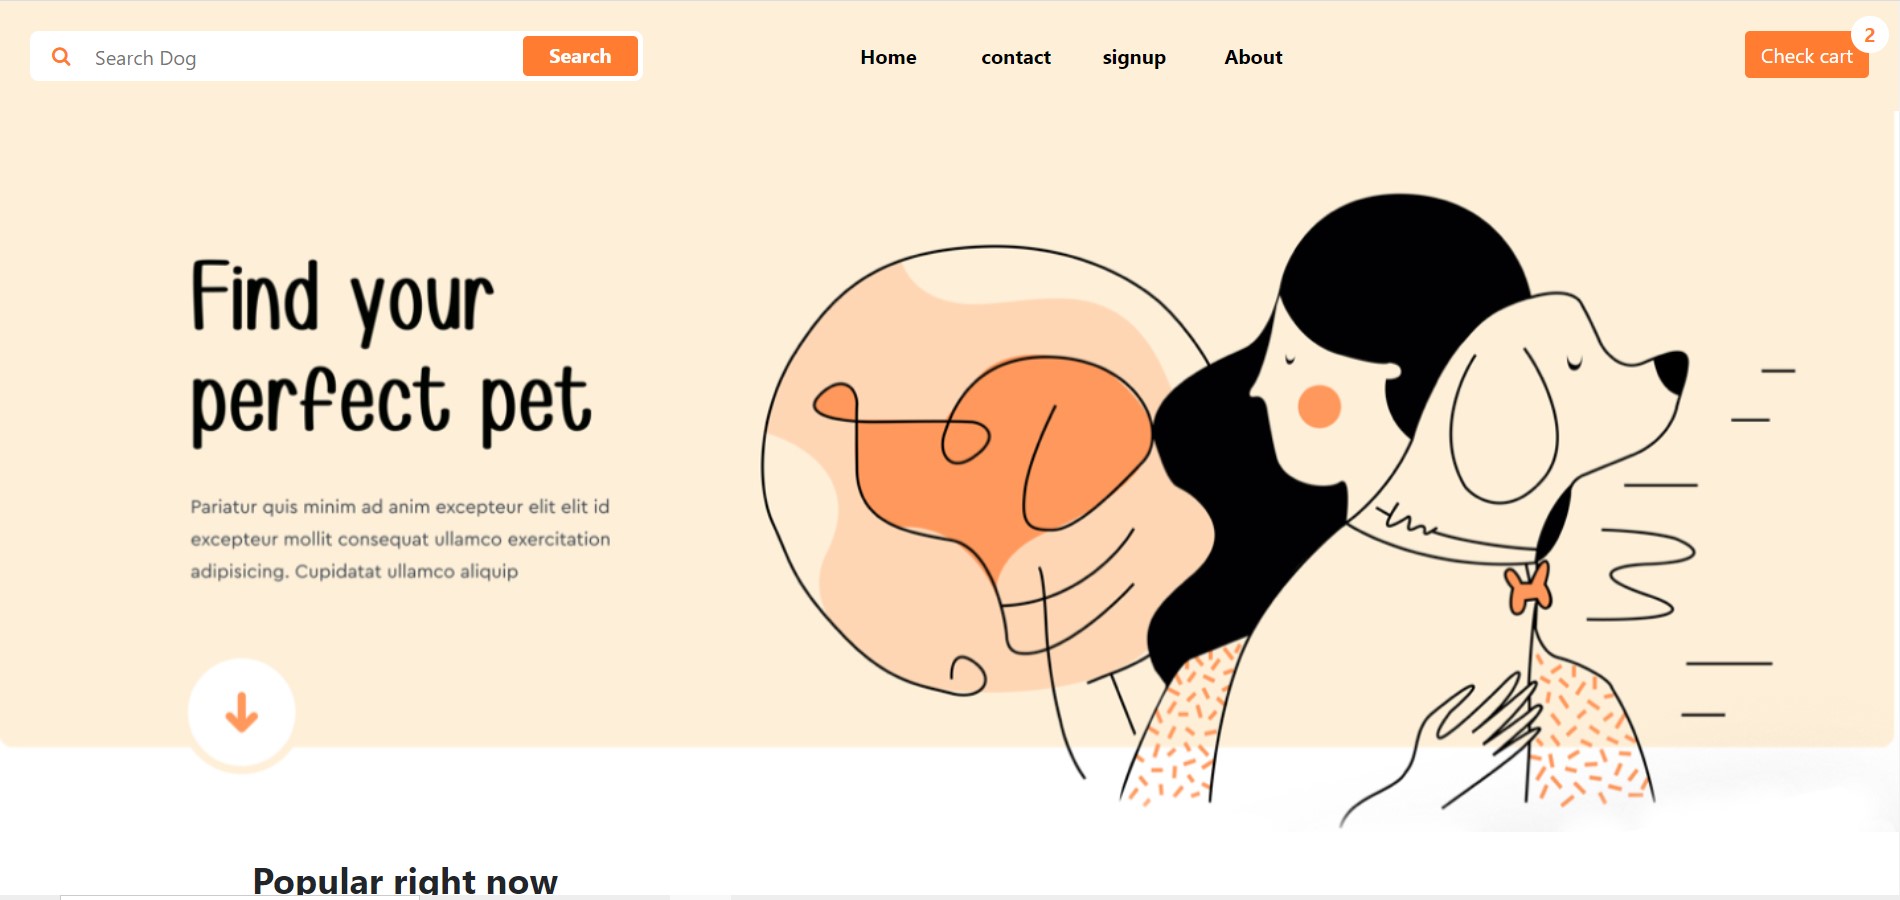 Search Dog
Search
Home
contact
signup
About
Check cart
2
Find your
perfect pet
Pariatur quis minim ad anim excepteur elit elit id
excepteur mollit consequat ullamco exercitation
adipisicing. Cupidatat ullamco aliquip
Popular right now